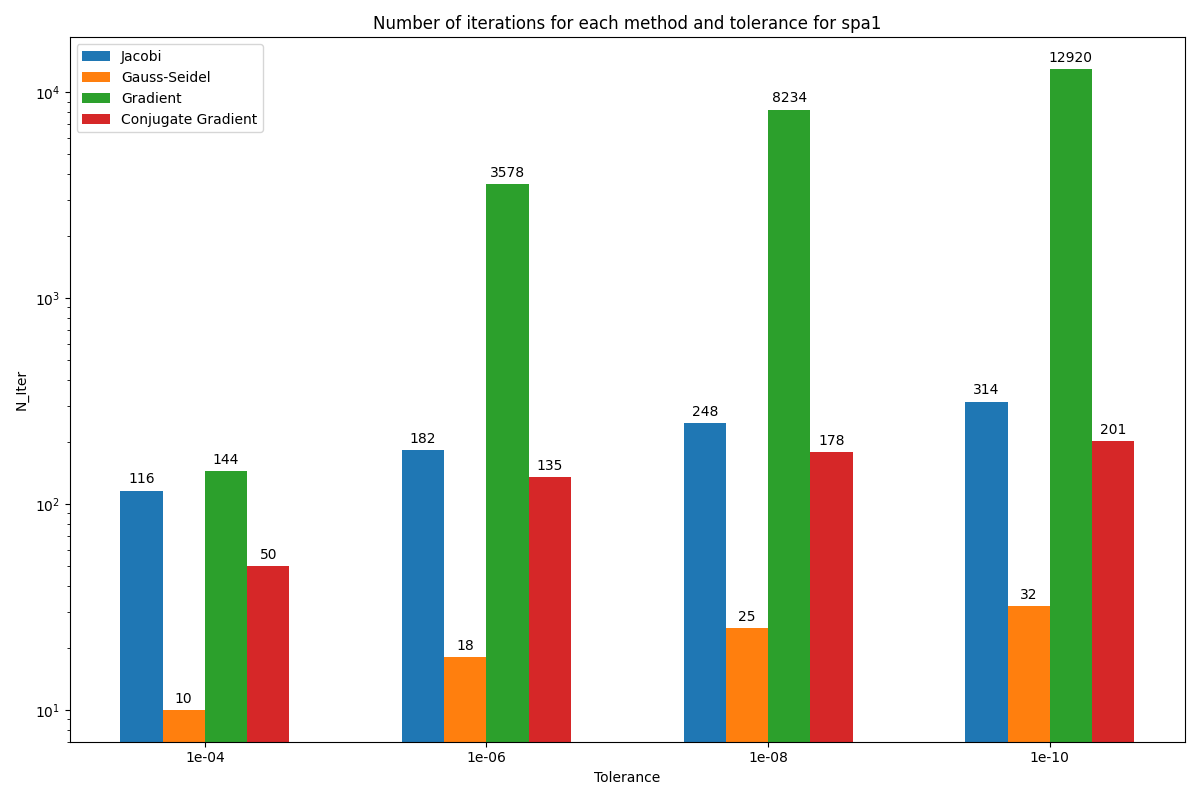 Number of iterations for each method and tolerance for spa1
Jacobi
Gauss-Seidel
Gradient
Conjugate Gradient
N_Iter
10^4
10^3
10^2
10^1
116
10
144
50
182
18
3578
135
248
25
8234
178
314
32
12920
201
1e-04
1e-06
1e-08
1e-10
Tolerance